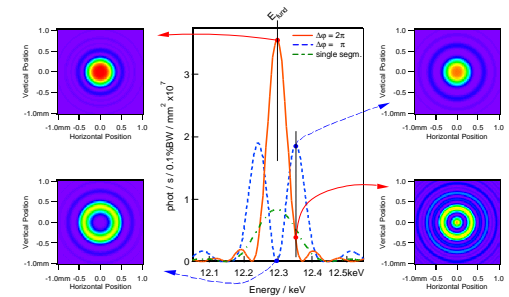 E fund
Δφ = 2π
Δφ = π
single segm.
3
2
1
0
phot / s / 0.1%BW / mm² x10⁷
12.1 12.2 12.3 12.4 12.5keV
Energy / keV
1.0
0.5
0.0
-0.5
-1.0mm
Vertical Position
-1.0mm 0.0 1.0
Horizontal Position
1.0
0.5
0.0
-0.5
-1.0mm
Vertical Position
-1.0mm 0.0 1.0
Horizontal Position
1.0
0.5
0.0
-0.5
-1.0mm
Vertical Position
-1.0mm 0.0 1.0
Horizontal Position
1.0
0.5
0.0
-0.5
-1.0mm
Vertical Position
-1.0mm 0.0 1.0
Horizontal Position